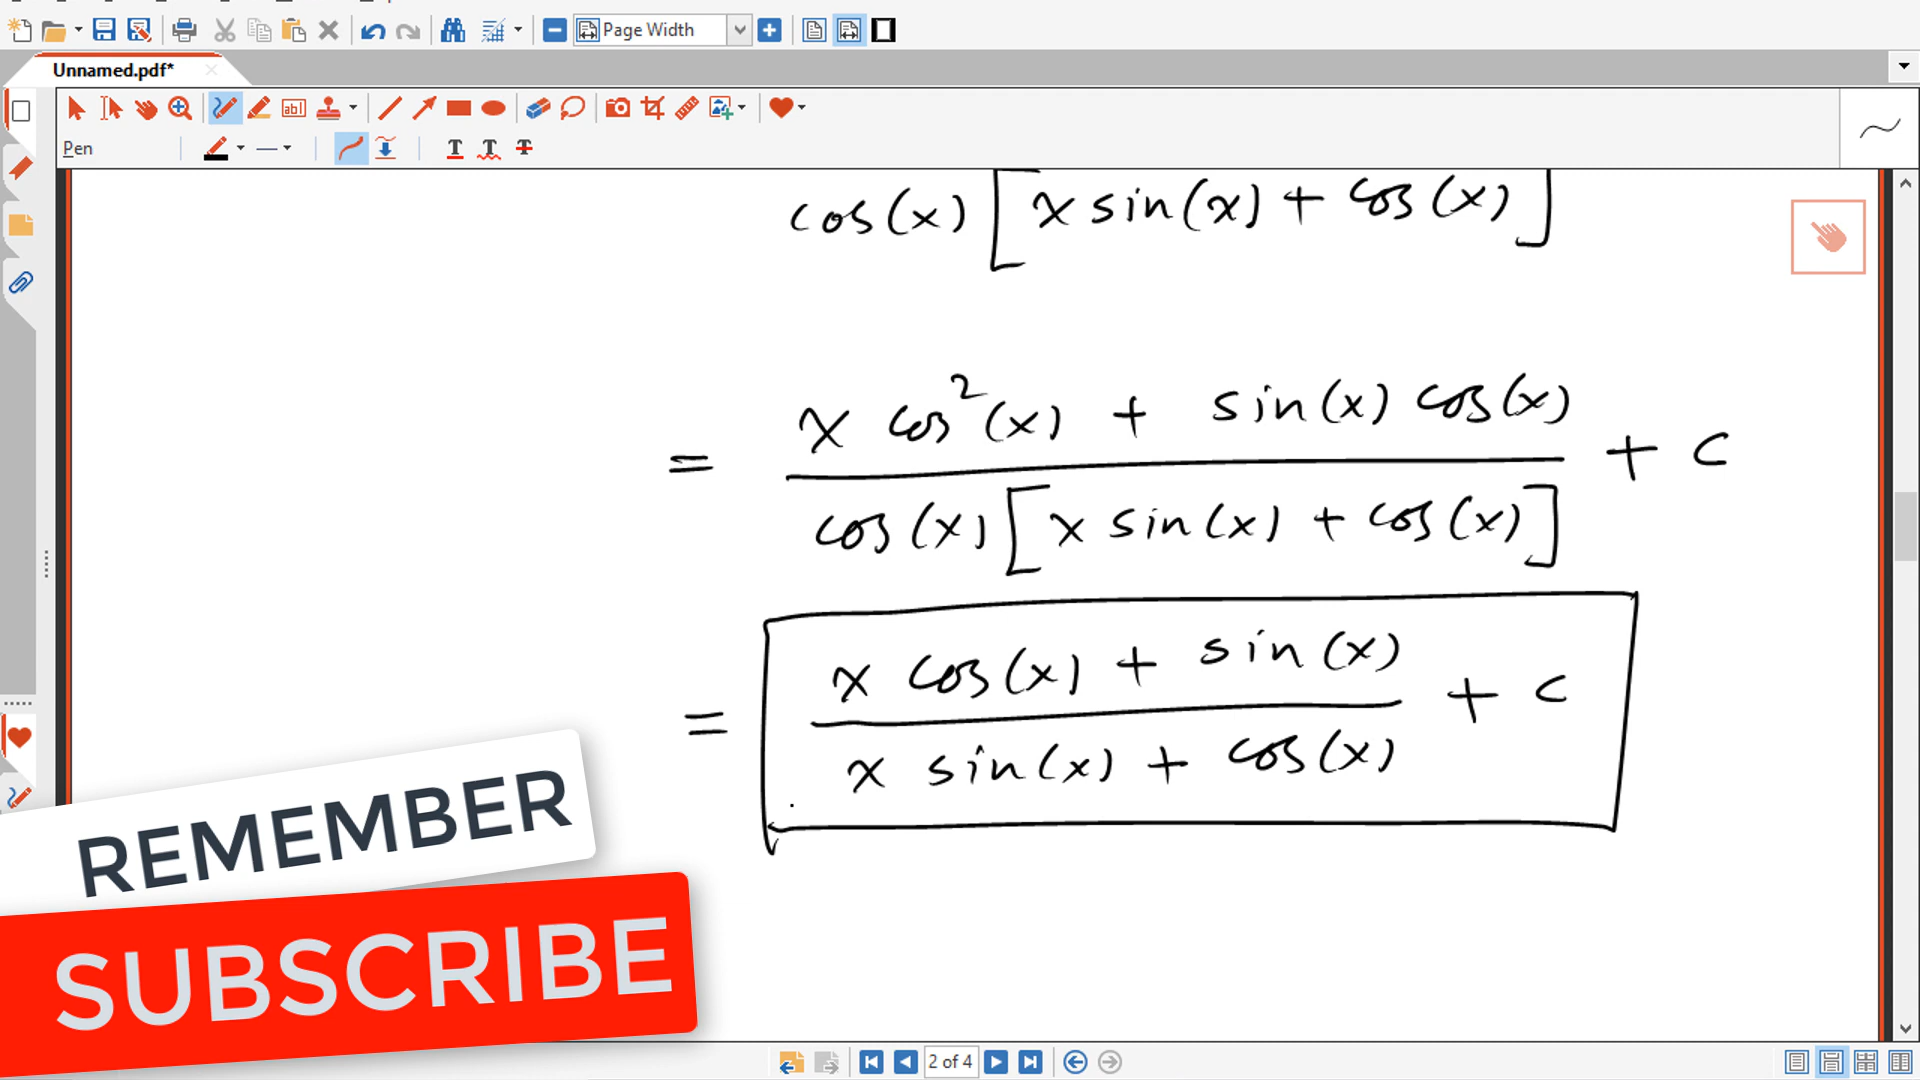 Page Width
Unnamed.pdf*
Pen
cos(x) [x sin(x) + cos(x)]
= x cos²(x) + sin(x) cos(x) + c
cos(x) [x sin(x) + cos(x)]
= x cos(x) + sin(x) + c
x sin(x) + cos(x)
REMEMBER
SUBSCRIBE
2 of 4